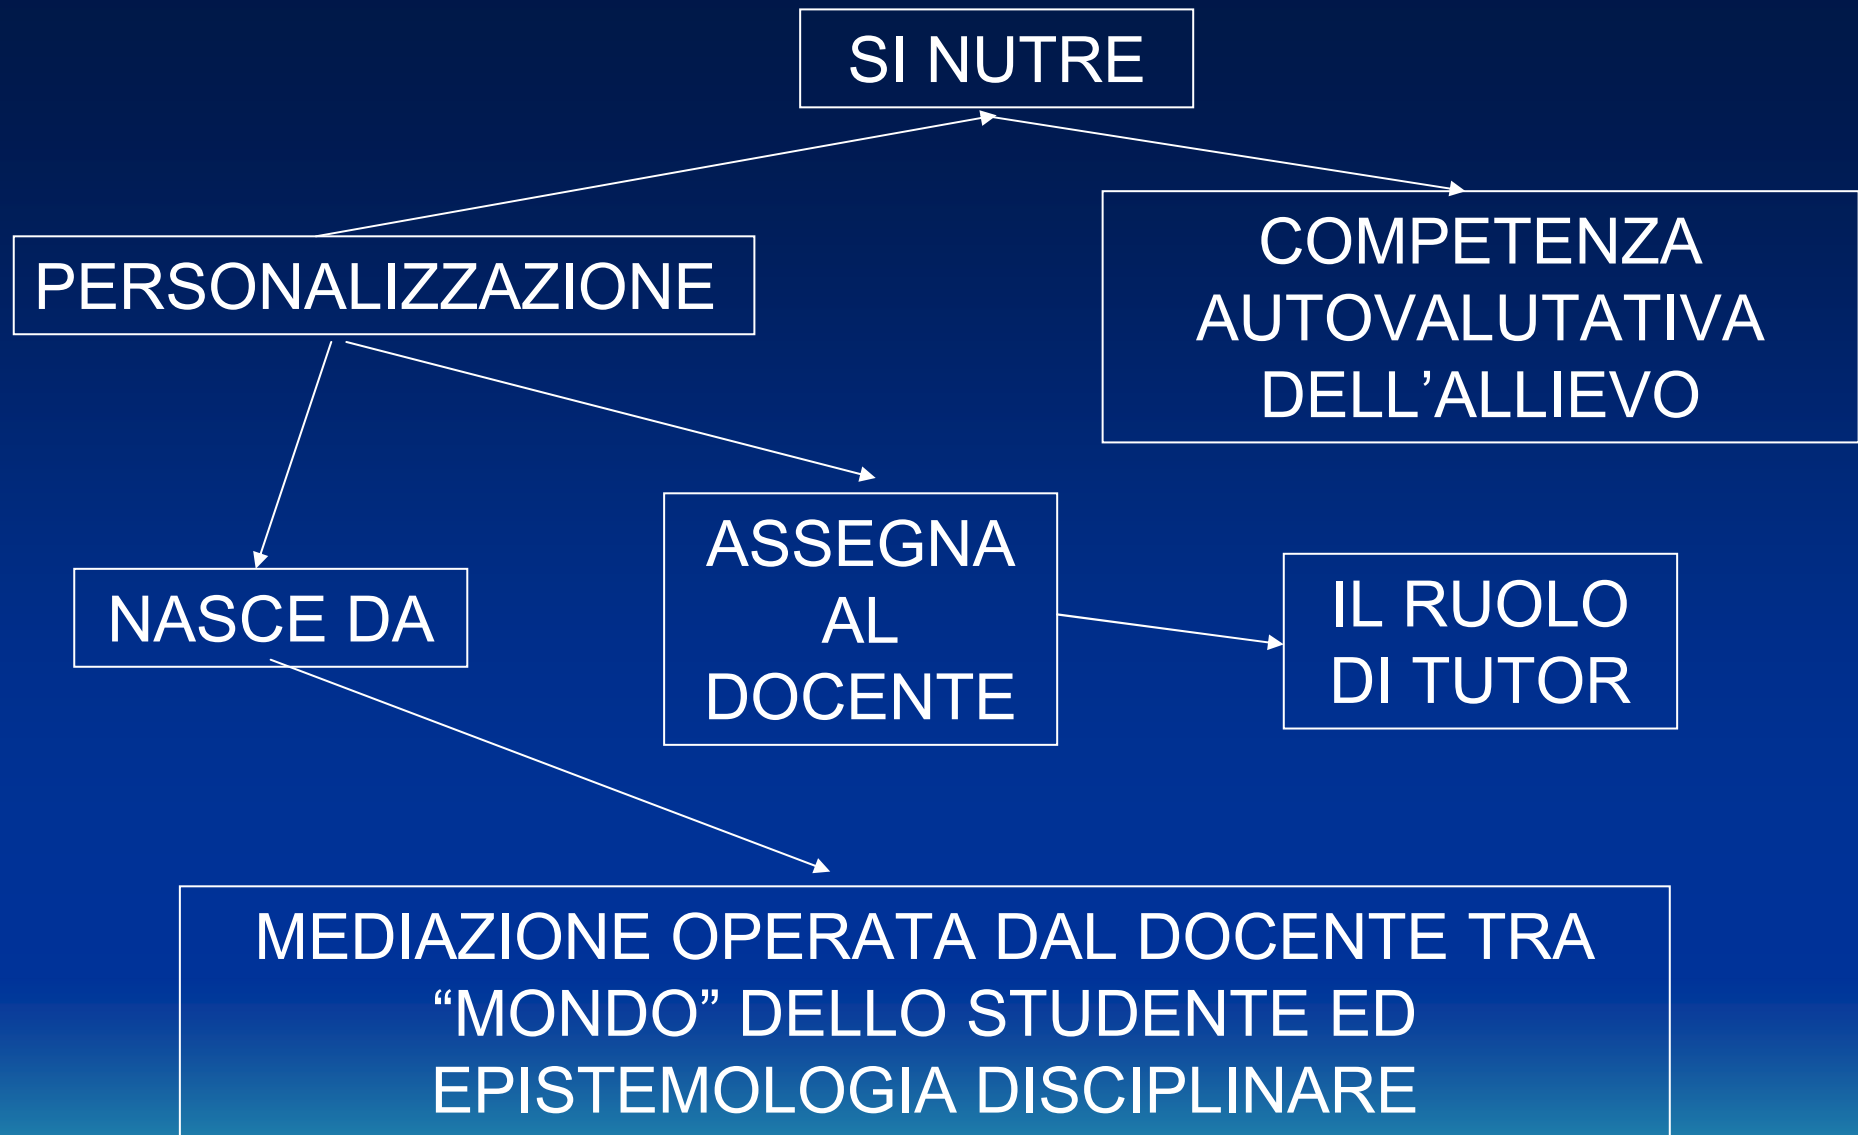 SI NUTRE
PERSONALIZZAZIONE
COMPETENZA
AUTOVALUTATIVA
DELL’ALLIEVO
NASCE DA
ASSEGNA
AL
DOCENTE
IL RUOLO
DI TUTOR
MEDIAZIONE OPERATA DAL DOCENTE TRA
“MONDO” DELLO STUDENTE ED
EPISTEMOLOGIA DISCIPLINARE